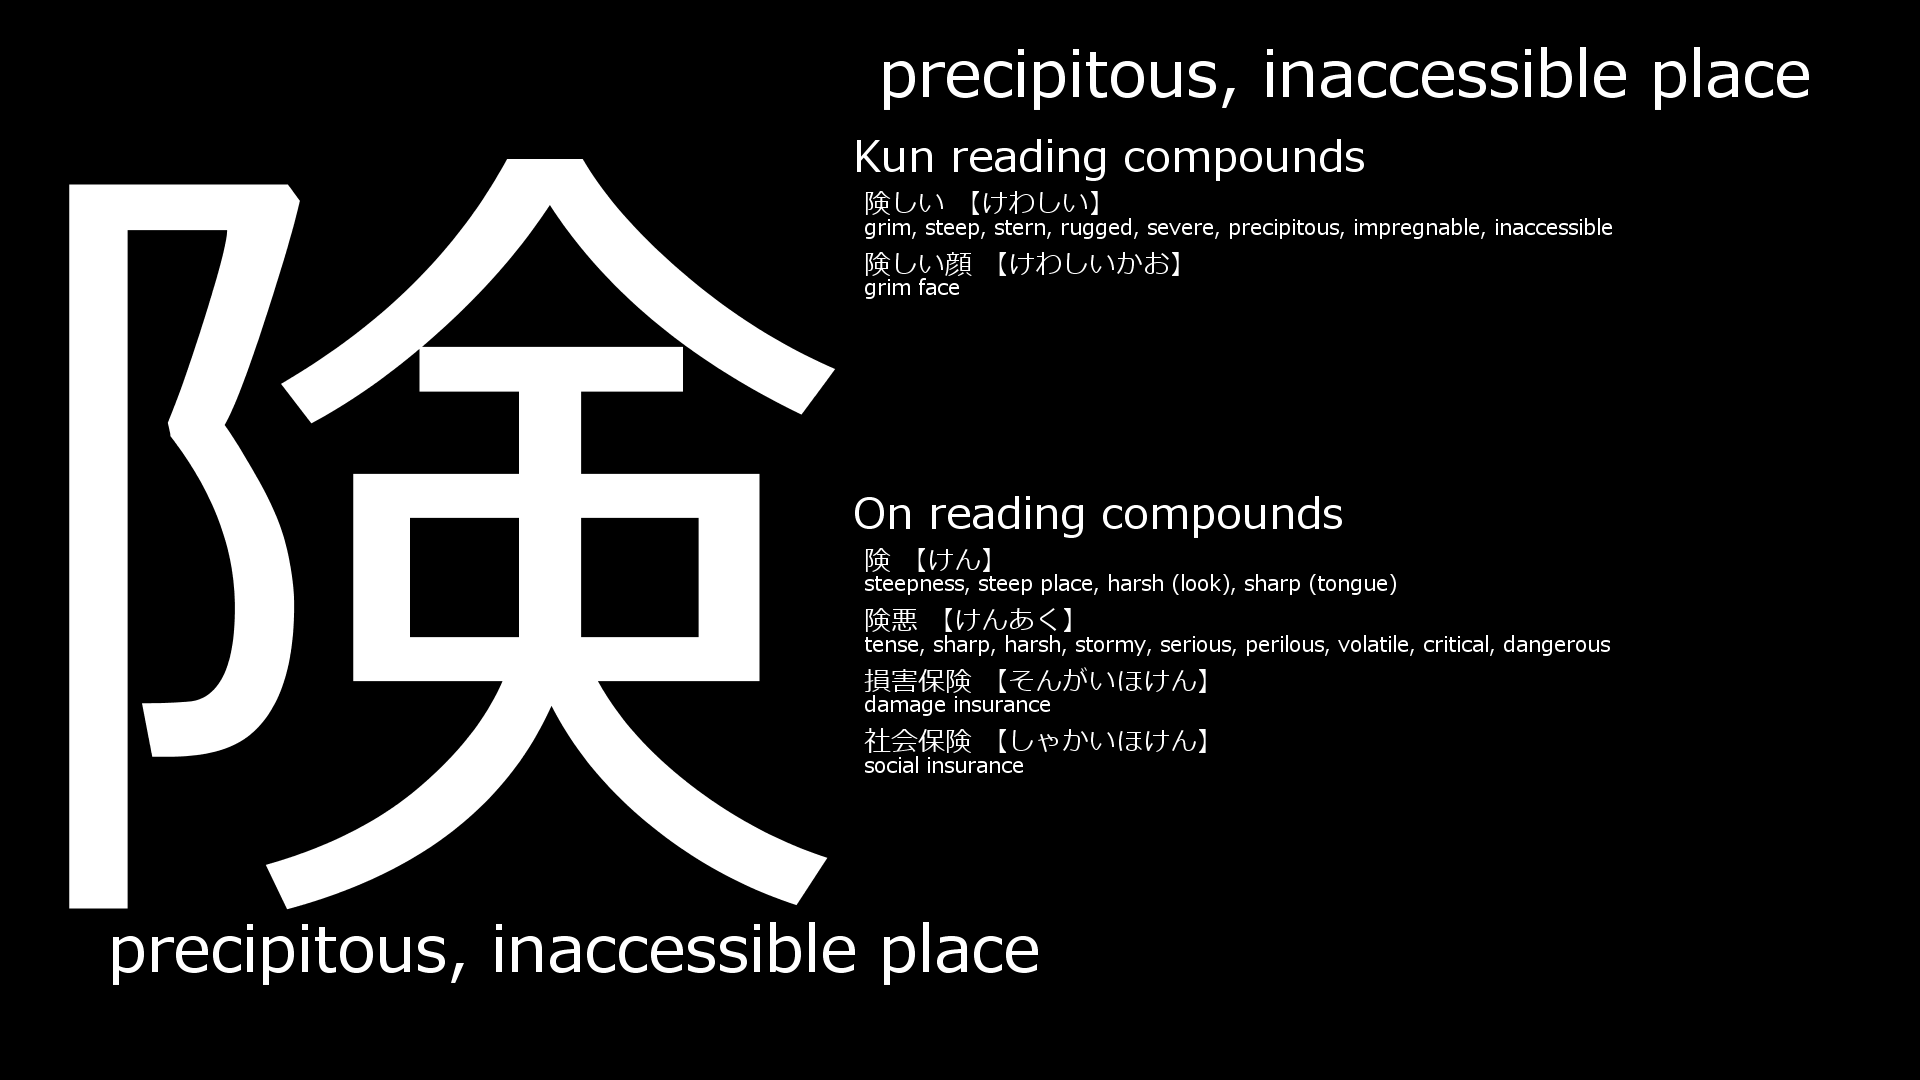 険
precipitous, inaccessible place
precipitous, inaccessible place
Kun reading compounds
険しい 【けわしい】
grim, steep, stern, rugged, severe, precipitous, impregnable, inaccessible
険しい顔 【けわしいかお】
grim face
On reading compounds
険 【けん】
steepness, steep place, harsh (look), sharp (tongue)
険悪 【けんあく】
tense, sharp, harsh, stormy, serious, perilous, volatile, critical, dangerous
損害保険 【そんがいほけん】
damage insurance
社会保険 【しゃかいほけん】
social insurance